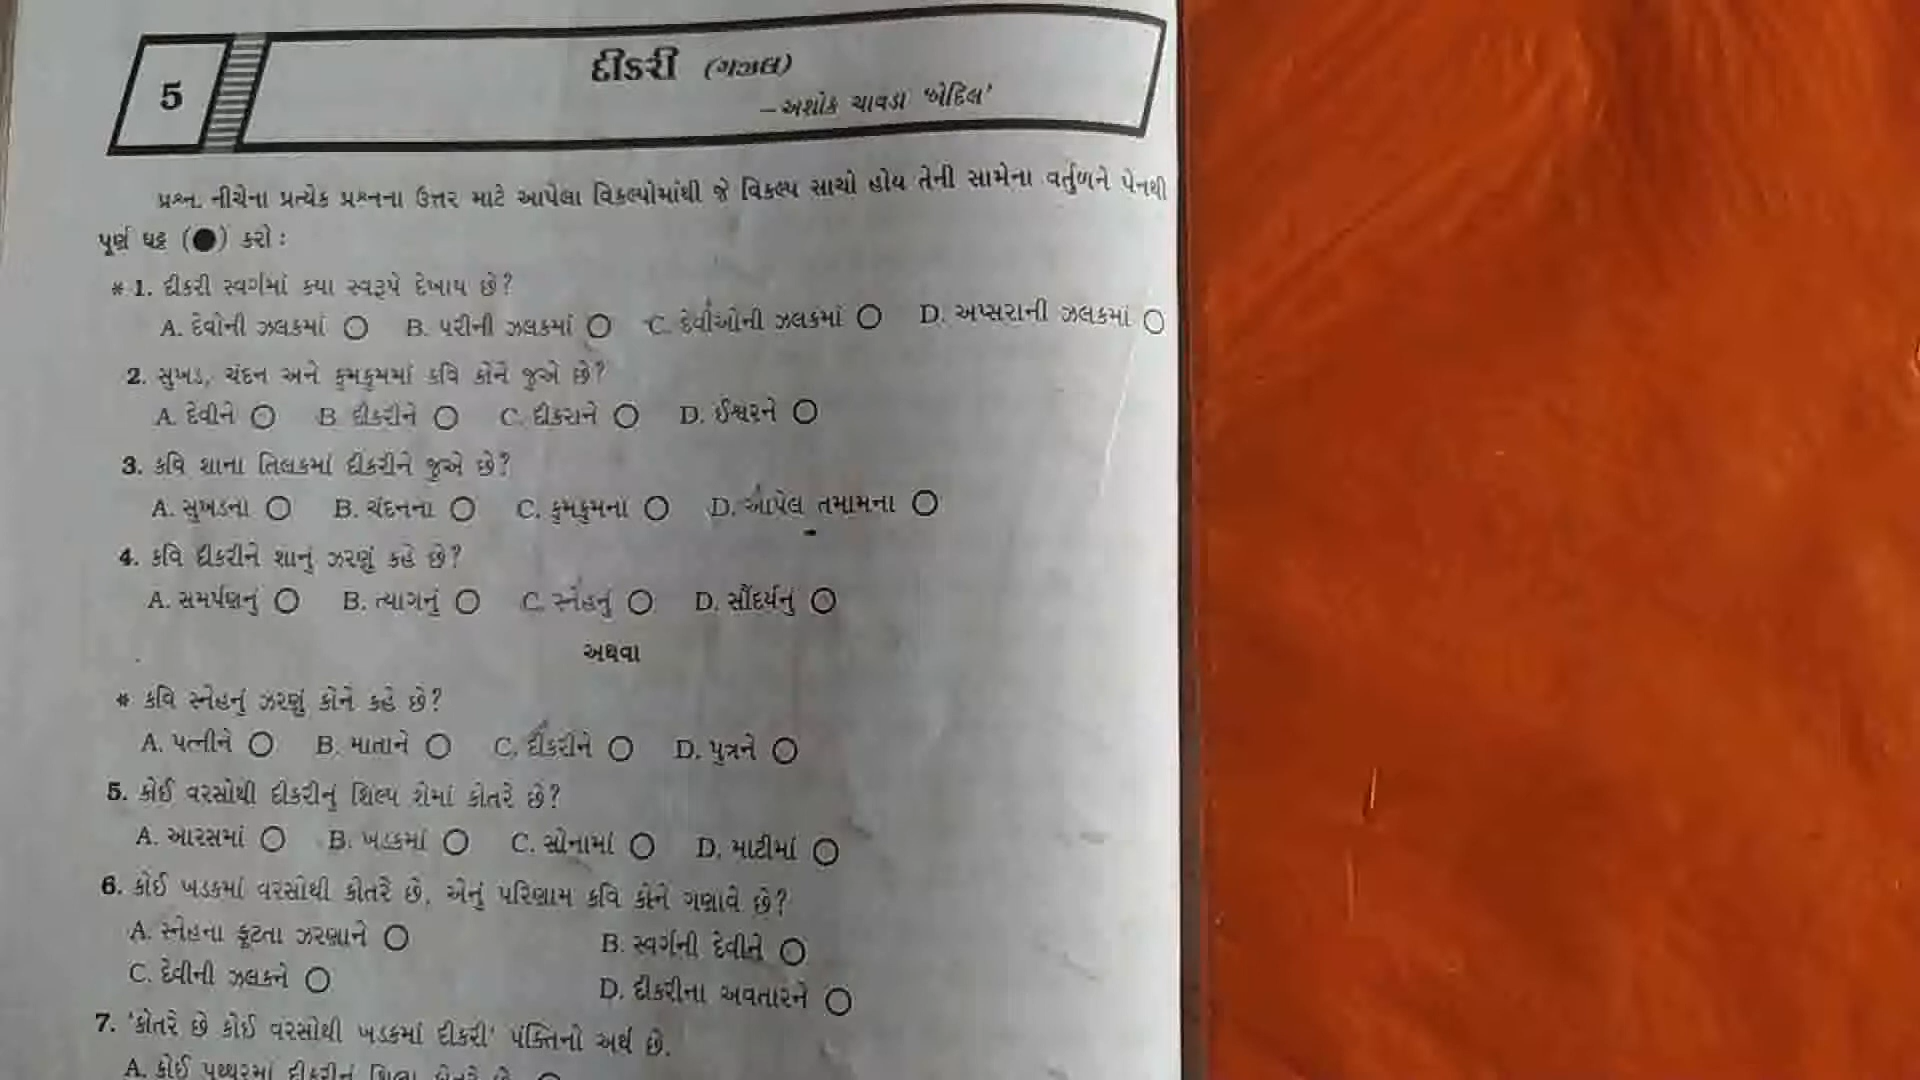 5
દીકરી (ગઝલ)
– અશોક ચાવડા 'બેદિલ'
પ્રશ્ન. નીચેના પ્રત્યેક પ્રશ્નના ઉત્તર માટે આપેલા વિકલ્પોમાંથી જે વિકલ્પ સાચો હોય તેની સામેના વર્તુળને પેનથી
પૂર્ણ ઘટ્ટ (●) કરો :
* 1. દીકરી સ્વર્ગમાં ક્યા સ્વરૂપે દેખાય છે?
A. દેવોની ઝલકમાં ○ B. પરીની ઝલકમાં ○ C. દેવીઓની ઝલકમાં ○ D. અપ્સરાની ઝલકમાં ○
2. સુખડ, ચંદન અને કુમકુમમાં કવિ કોને જુએ છે?
A. દેવીને ○ B. દીકરીને ○ C. દીકરાને ○ D. ઈશ્વરને ○
3. કવિ શાના તિલકમાં દીકરીને જુએ છે?
A. સુખડના ○ B. ચંદનના ○ C. કુમકુમના ○ D. આપેલ તમામના ○
4. કવિ દીકરીને શાનું ઝરણું કહે છે?
A. સમર્પણનું ○ B. ત્યાગનું ○ C. સ્નેહનું ○ D. સૌંદર્યનું ○
અથવા
* કવિ સ્નેહનું ઝરણું કોને કહે છે?
A. પત્નીને ○ B. માતાને ○ C. દીકરીને ○ D. પુત્રને ○
5. કોઈ વરસોથી દીકરીનું શિલ્પ શેમાં કોતરે છે?
A. આરસમાં ○ B. ખડકમાં ○ C. સોનામાં ○ D. માટીમાં ○
6. કોઈ ખડકમાં વરસોથી કોતરે છે, એનું પરિણામ કવિ કોને ગણાવે છે?
A. સ્નેહના ફૂટતા ઝરણાને ○ B. સ્વર્ગની દેવીને ○
C. દેવીની ઝલકને ○ D. દીકરીના અવતારને ○
7. 'કોતરે છે કોઈ વરસોથી ખડકમાં દીકરી' પંક્તિનો અર્થ છે.
A. કોઈ પથ્થરમાં દીકરીનું